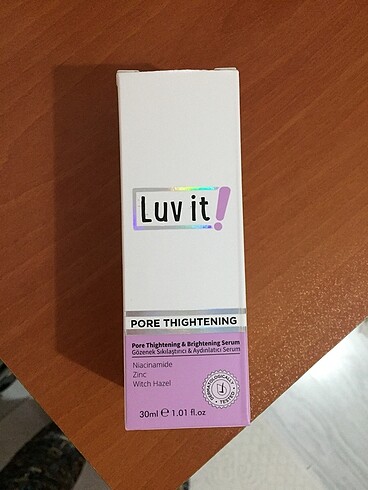 Luv it!
PORE THIGHTENING
Pore Thightening & Brightening Serum
Gözenek Sıkılaştırıcı & Aydınlatıcı Serum
Niacinamide
Zinc
Witch Hazel
DERMATOLOGICALLY • TESTED •
30ml ℮ 1.01 fl.oz